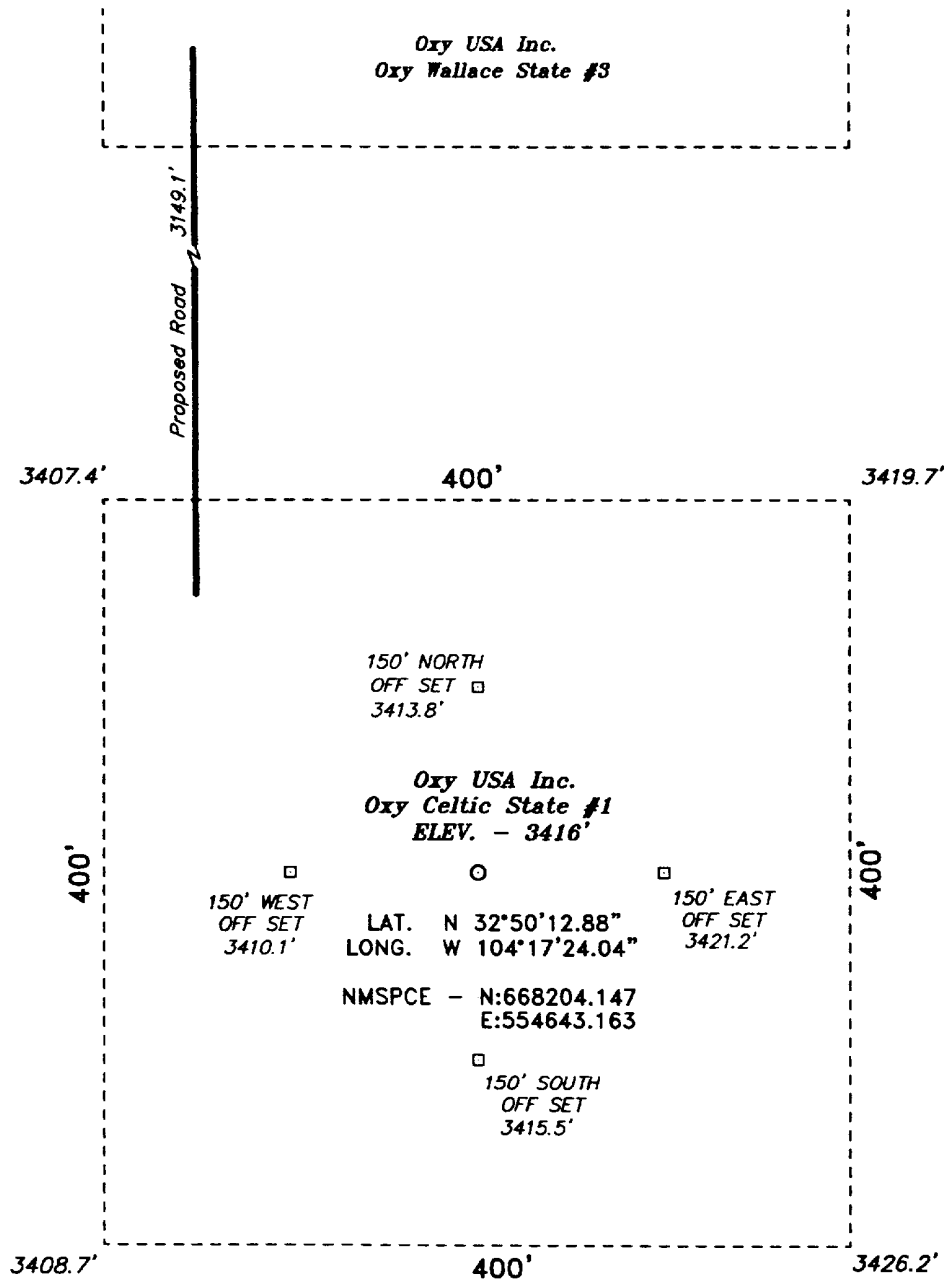 Oxy USA Inc.
Oxy Wallace State #3
Proposed Road 3149.1'
3407.4'
400'
3419.7'
150' NORTH
OFF SET
3413.8'
Oxy USA Inc.
Oxy Celtic State #1
ELEV. - 3416'
400'
400'
150' WEST
OFF SET
3410.1'
150' EAST
OFF SET
3421.2'
LAT. N 32°50'12.88"
LONG. W 104°17'24.04"
NMSPCE - N:668204.147
E:554643.163
150' SOUTH
OFF SET
3415.5'
3408.7'
400'
3426.2'